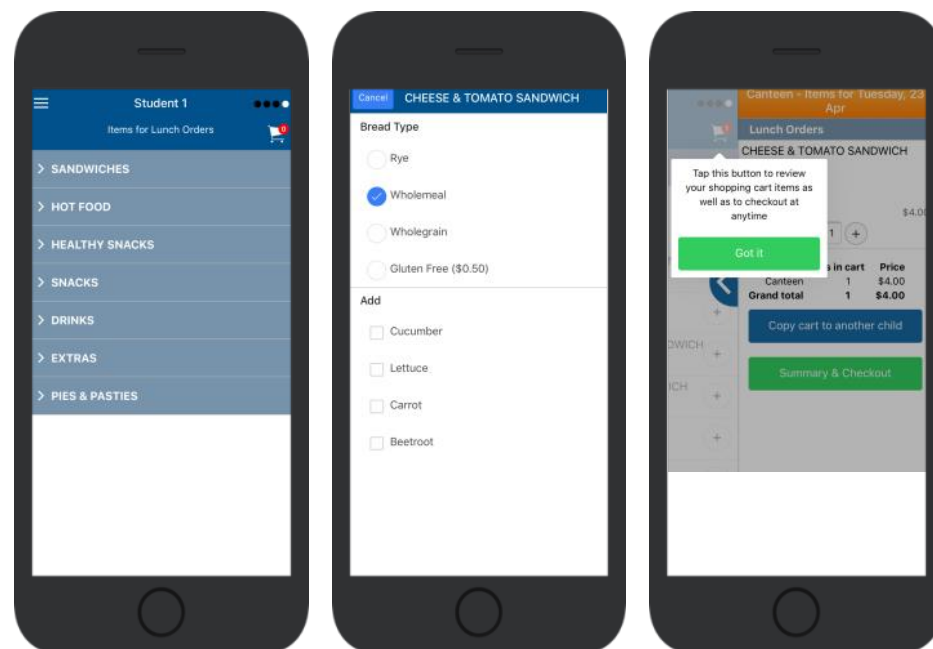 Student 1
Items for Lunch Orders
0
SANDWICHES
HOT FOOD
HEALTHY SNACKS
SNACKS
DRINKS
EXTRAS
PIES & PASTIES
Cancel CHEESE & TOMATO SANDWICH
Bread Type
Rye
Wholemeal
Wholegrain
Gluten Free ($0.50)
Add
Cucumber
Lettuce
Carrot
Beetroot
Canteen - Items for Tuesday, 23
Apr
Lunch Orders
CHEESE & TOMATO SANDWICH
Tap this button to review
your shopping cart items as
well as to checkout at
anytime
Got it
$4.00
1 +
in cart Price
Canteen 1 $4.00
Grand total 1 $4.00
Copy cart to another child
Summary & Checkout